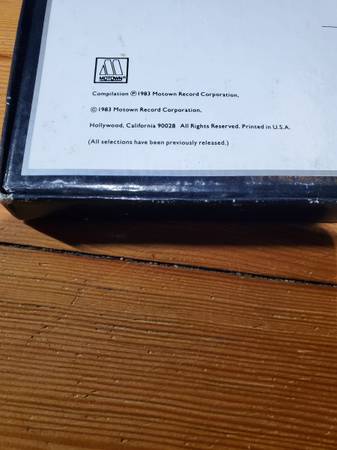 MOTOWN®
Compilation ℗ 1983 Motown Record Corporation.
© 1983 Motown Record Corporation.
Hollywood, California 90028 All Rights Reserved. Printed in U.S.A.
(All selections have been previously released.)